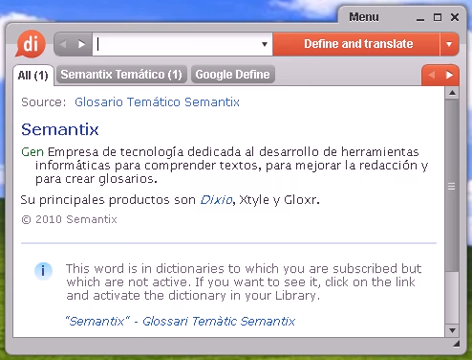 Menu
di
Define and translate
All (1)
Semantix Temático (1)
Google Define
Source: Glosario Temático Semantix
Semantix
Gen Empresa de tecnología dedicada al desarrollo de herramientas
informáticas para comprender textos, para mejorar la redacción y
para crear glosarios.
Su principales productos son Dixio, Xtyle y Gloxr.
© 2010 Semantix
i
This word is in dictionaries to which you are subscribed but
which are not active. If you want to see it, click on the link
and activate the dictionary in your Library.
"Semantix" - Glossari Temàtic Semantix